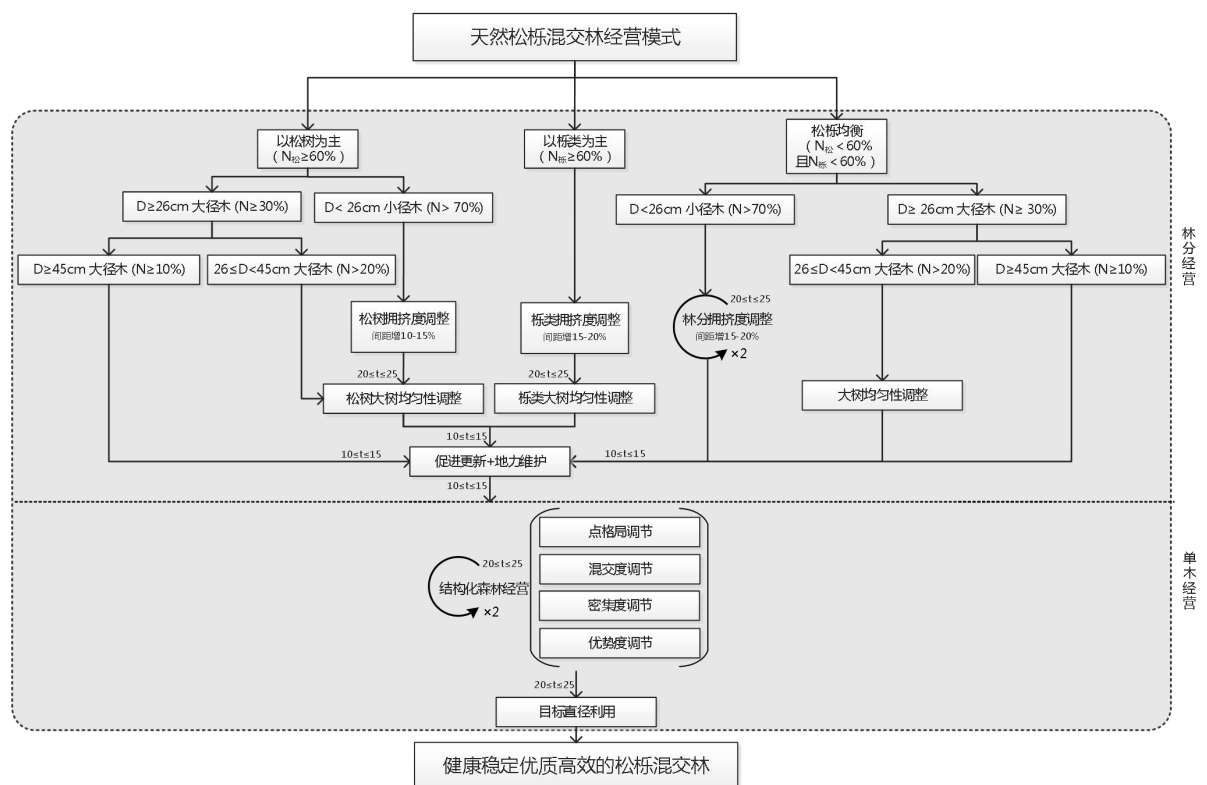 天然松栎混交林经营模式
以松树为主
（N松≥60%）
以栎类为主
（N栎≥60%）
松栎均衡
（N松＜60%
且N栎＜60%）
D≥26cm 大径木 (N≥30%)
D< 26cm 小径木 (N> 70%)
D<26cm 小径木 (N>70%)
D≥ 26cm 大径木 (N≥ 30%)
D≥45cm 大径木 (N≥10%)
26≤D<45cm 大径木 (N>20%)
26≤D<45cm 大径木 (N>20%)
D≥45cm 大径木 (N≥10%)
林分经营
松树拥挤度调整
间距增10-15%
栎类拥挤度调整
间距增15-20%
20≤t≤25
林分拥挤度调整
间距增15-20%
×2
20≤t≤25
20≤t≤25
松树大树均匀性调整
栎类大树均匀性调整
大树均匀性调整
10≤t≤15
10≤t≤15
促进更新+地力维护
10≤t≤15
10≤t≤15
点格局调节
混交度调节
密集度调节
优势度调节
20≤t≤25
结构化森林经营
×2
单木经营
20≤t≤25
目标直径利用
健康稳定优质高效的松栎混交林